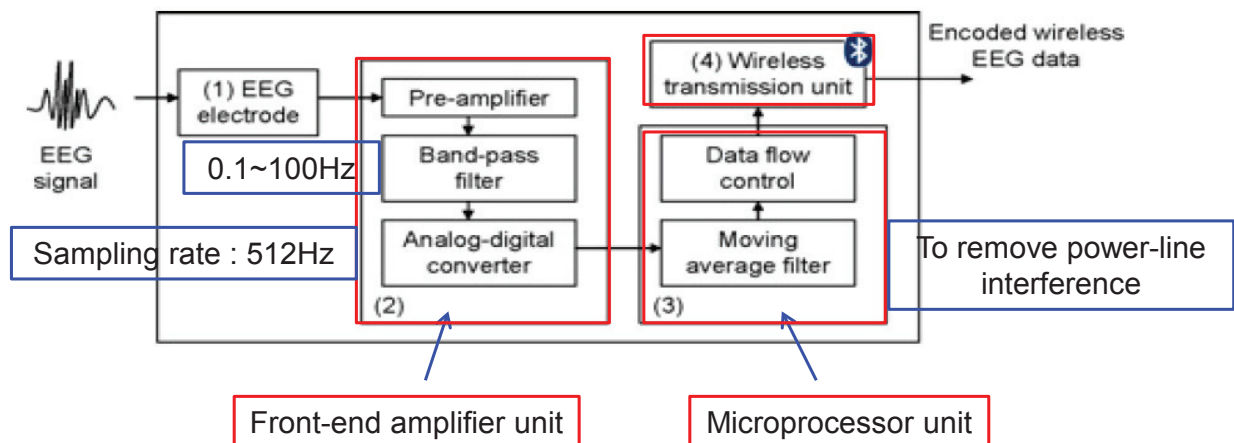 EEG
signal
(1) EEG
electrode
Pre-amplifier
0.1~100Hz
Band-pass
filter
Sampling rate : 512Hz
Analog-digital
converter
(2)
(4) Wireless
transmission unit
Encoded wireless
EEG data
Data flow
control
Moving
average filter
(3)
To remove power-line
interference
Front-end amplifier unit
Microprocessor unit